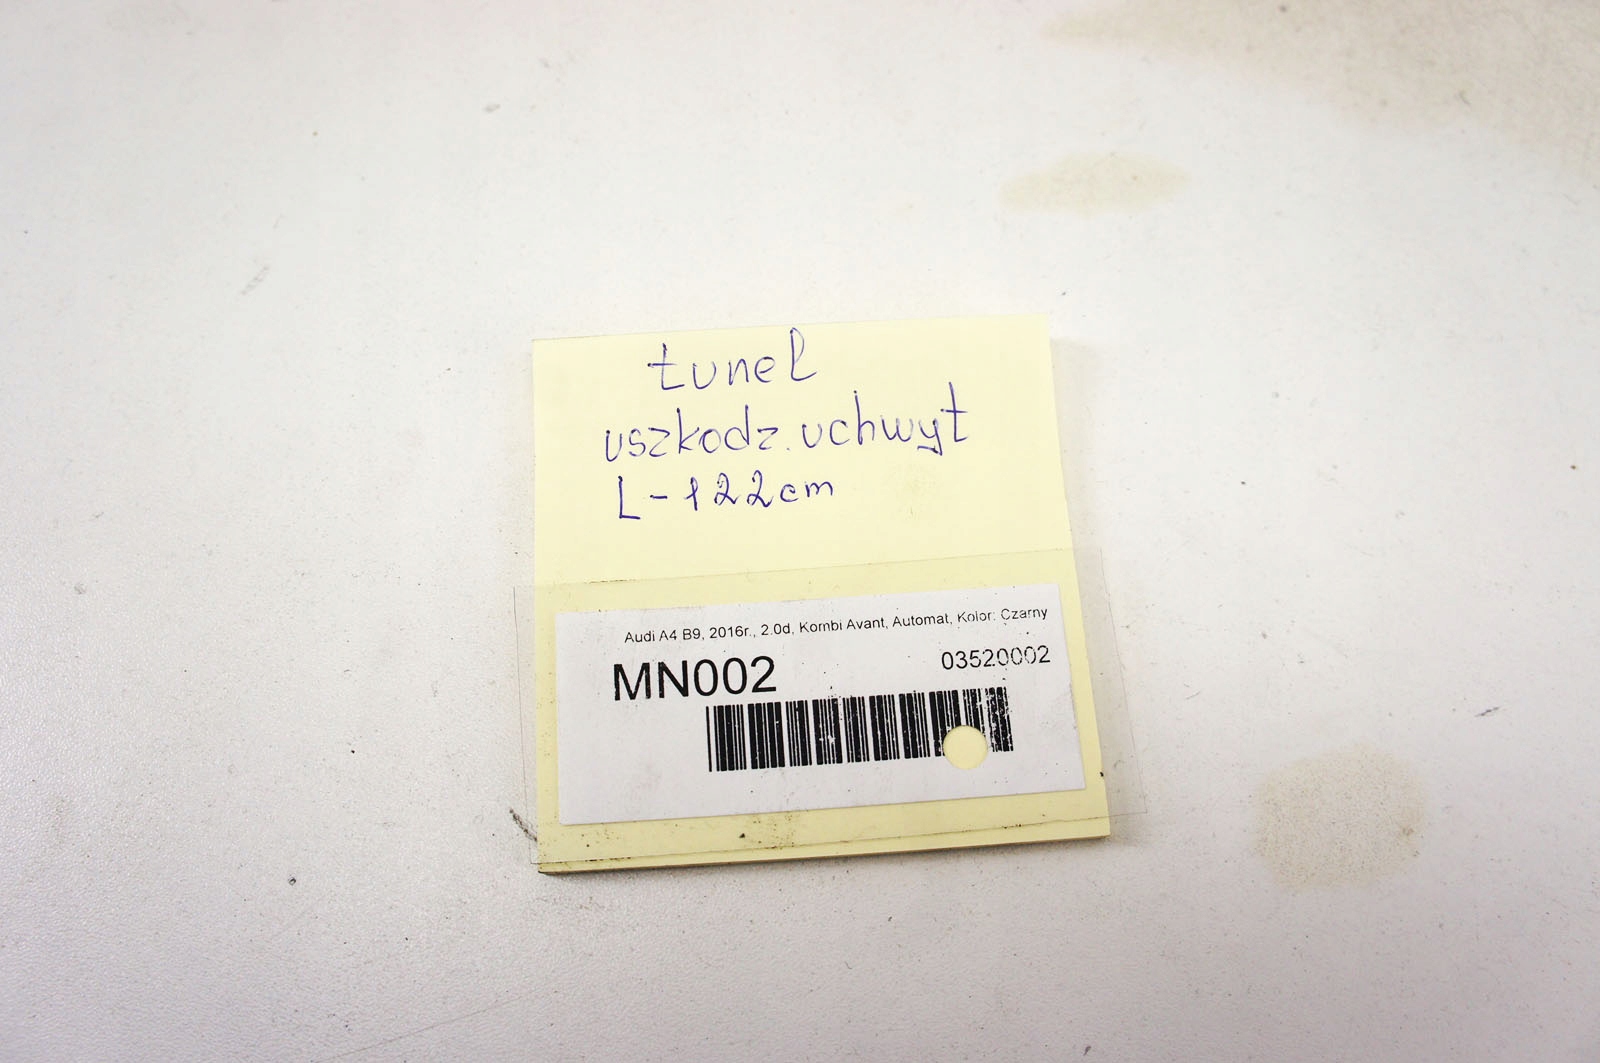 tunel
uszkodz. uchwyt
L-122cm
Audi A4 B9, 2016r., 2.0d, Kombi Avant, Automat, Kolor: Czarny
MN002
03520002